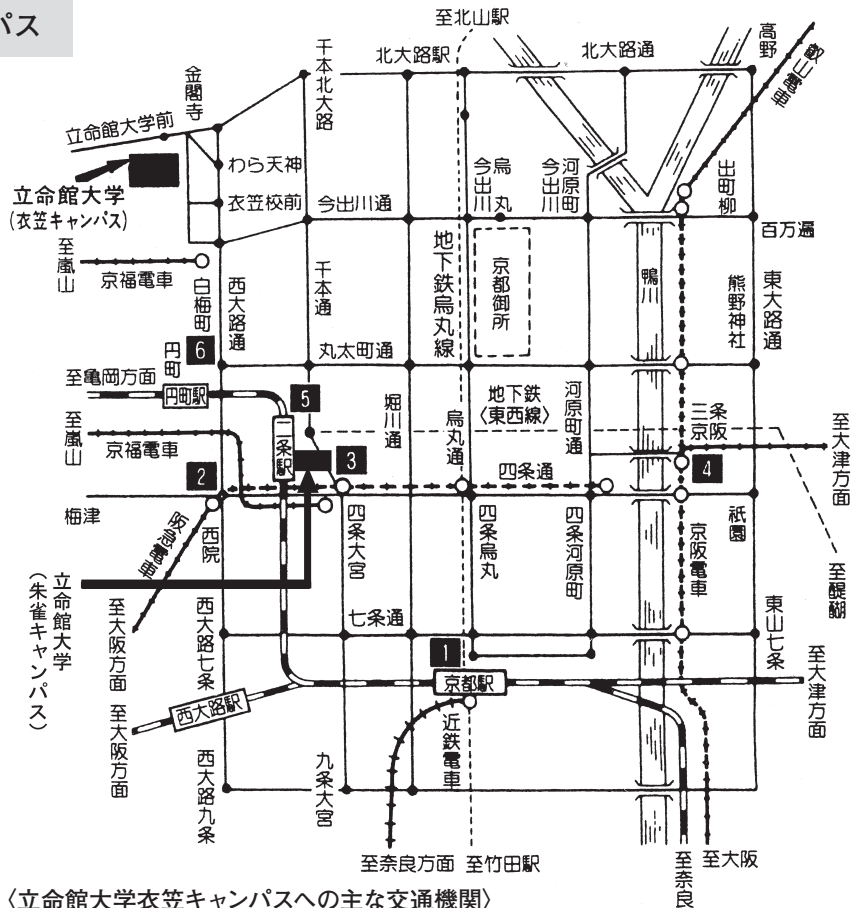 パス
至北山駅
高野
叡山電車
千本北大路
北大路駅
北大路通
金閣寺
立命館大学前
わら天神
衣笠校前
立命館大学
(衣笠キャンパス)
今出川通
烏丸
今出川
河原町
今出川
出町柳
百万遍
至嵐山
京福電車
白梅町
西大路通
千本通
地下鉄烏丸線
京都御所
鴨川
熊野神社
東大路通
6
円町
丸太町通
至亀岡方面
円町駅
5
地下鉄
〈東西線〉
河原町通
三条京阪
至大津方面
至嵐山
京福電車
二条駅
堀川通
烏丸通
3
四条通
4
2
梅津
西院
阪急電車
四条大宮
四条烏丸
四条河原町
京阪電車
祇園
至醍醐
立命館大学
(朱雀キャンパス)
至大阪方面
西大路七条
七条通
東山七条
1
京都駅
至大津方面
西大路駅
至大阪方面
近鉄電車
西大路九条
九条大宮
至奈良方面
至竹田駅
至奈良
至大阪
〈立命館大学衣笠キャンパスへの主な交通機関〉